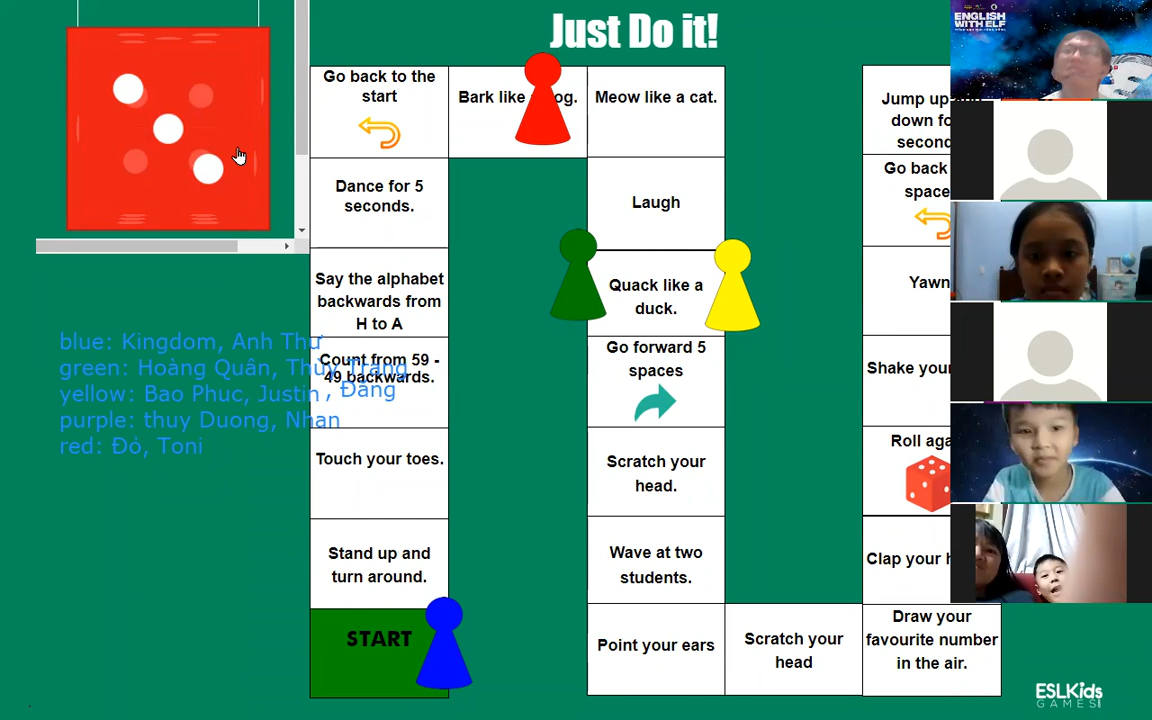 Just Do it!
ENGLISH
WITH ELF
Go back to the
start
Bark like
og.
Meow like a cat.
Jump up
down fo
secon
Dance for 5
seconds.
Laugh
Go back
space
Say the alphabet
backwards from
H to A
Quack like a
duck.
Yawn
blue: Kingdom, Anh Thư
green: Hoàng Quân, Thùy Trang
yellow: Bao Phuc, Justin , Đăng
purple: thuy Duong, Nhan
red: Đỏ, Toni
Count from 59 -
49 backwards.
Go forward 5
spaces
Shake your
Touch your toes.
Scratch your
head.
Roll aga
Stand up and
turn around.
Wave at two
students.
Clap your h
START
Point your ears
Scratch your
head
Draw your
favourite number
in the air.
ESLKids
GAMES